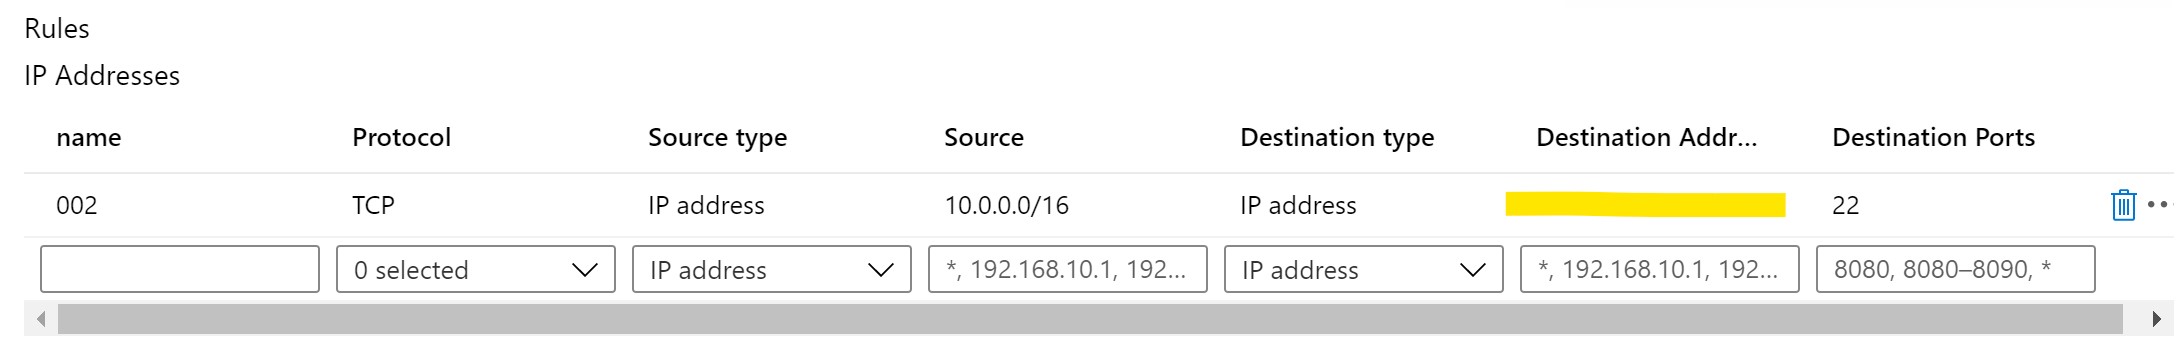 Rules
IP Addresses
name Protocol Source type Source Destination type Destination Addr... Destination Ports
002 TCP IP address 10.0.0.0/16 IP address 22
0 selected IP address *, 192.168.10.1, 192... IP address *, 192.168.10.1, 192... 8080, 8080–8090, *